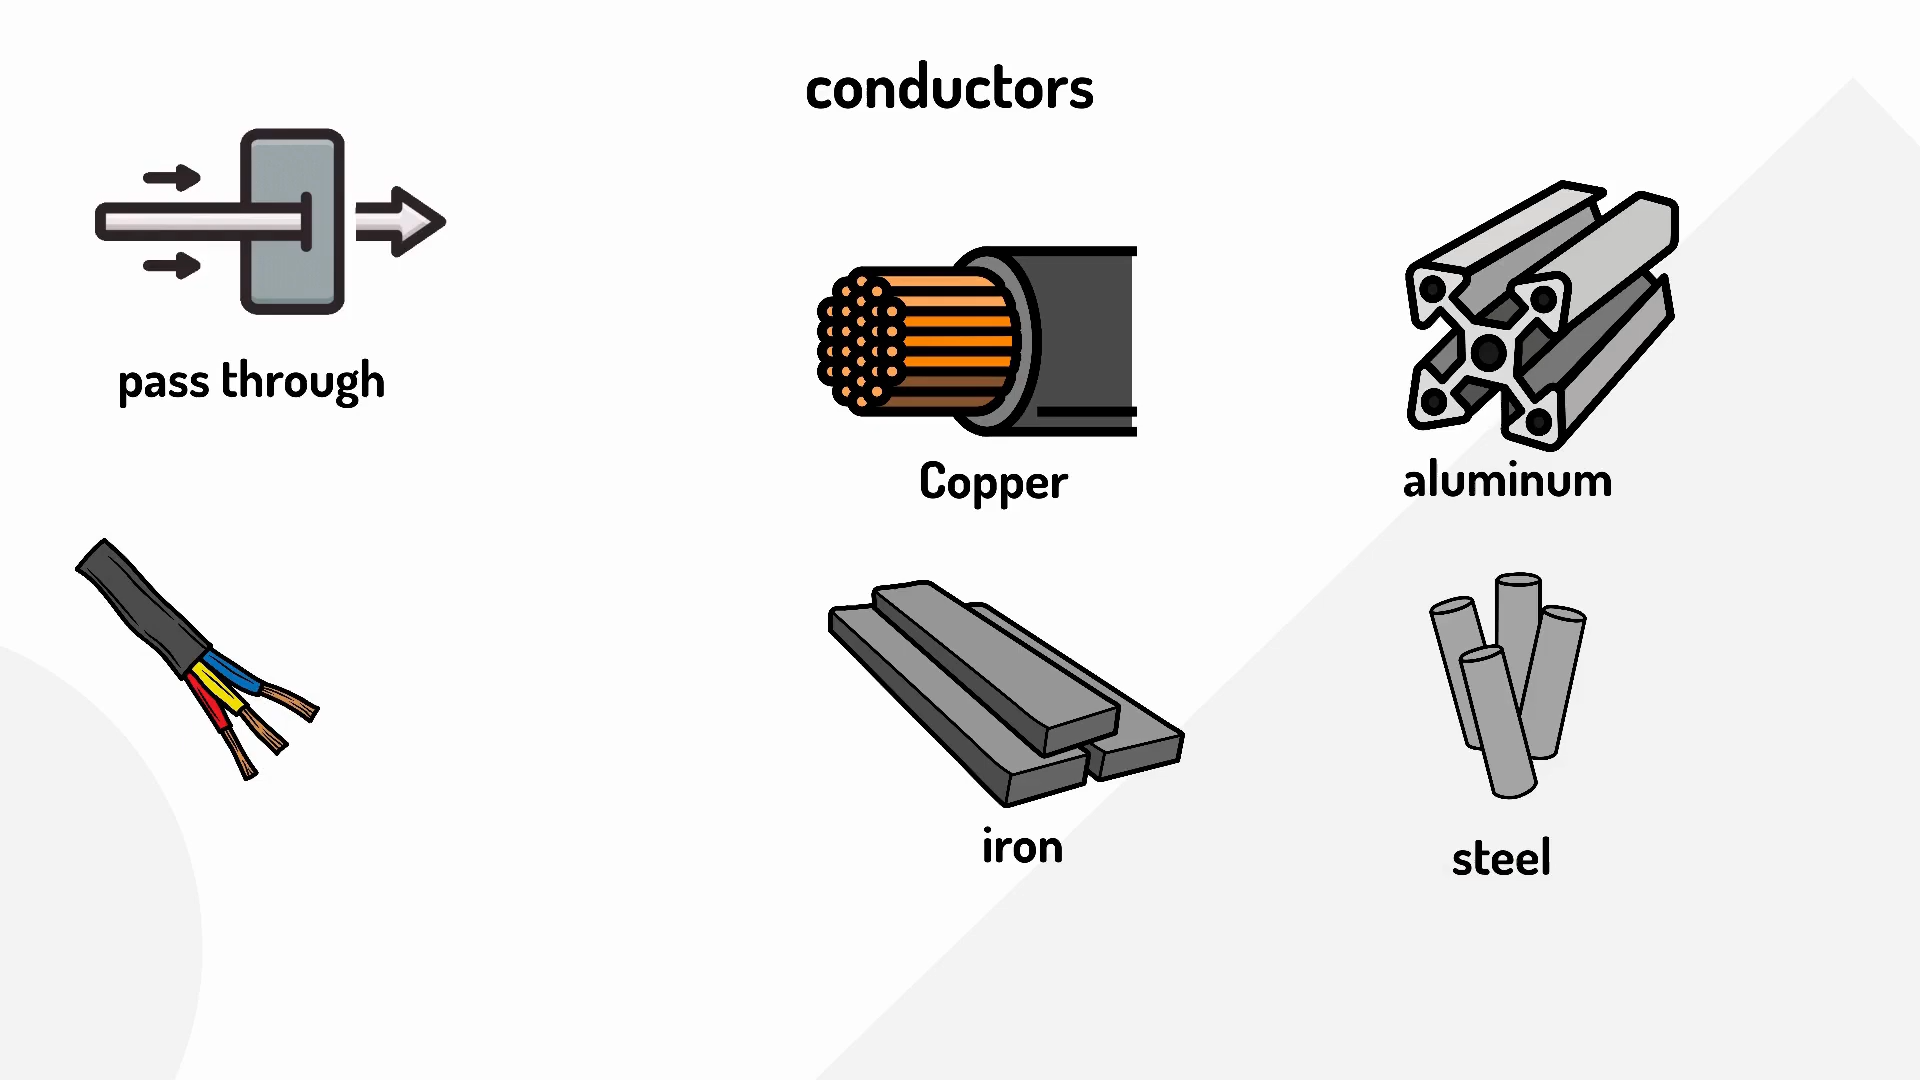 conductors
pass through
Copper
aluminum
iron
steel